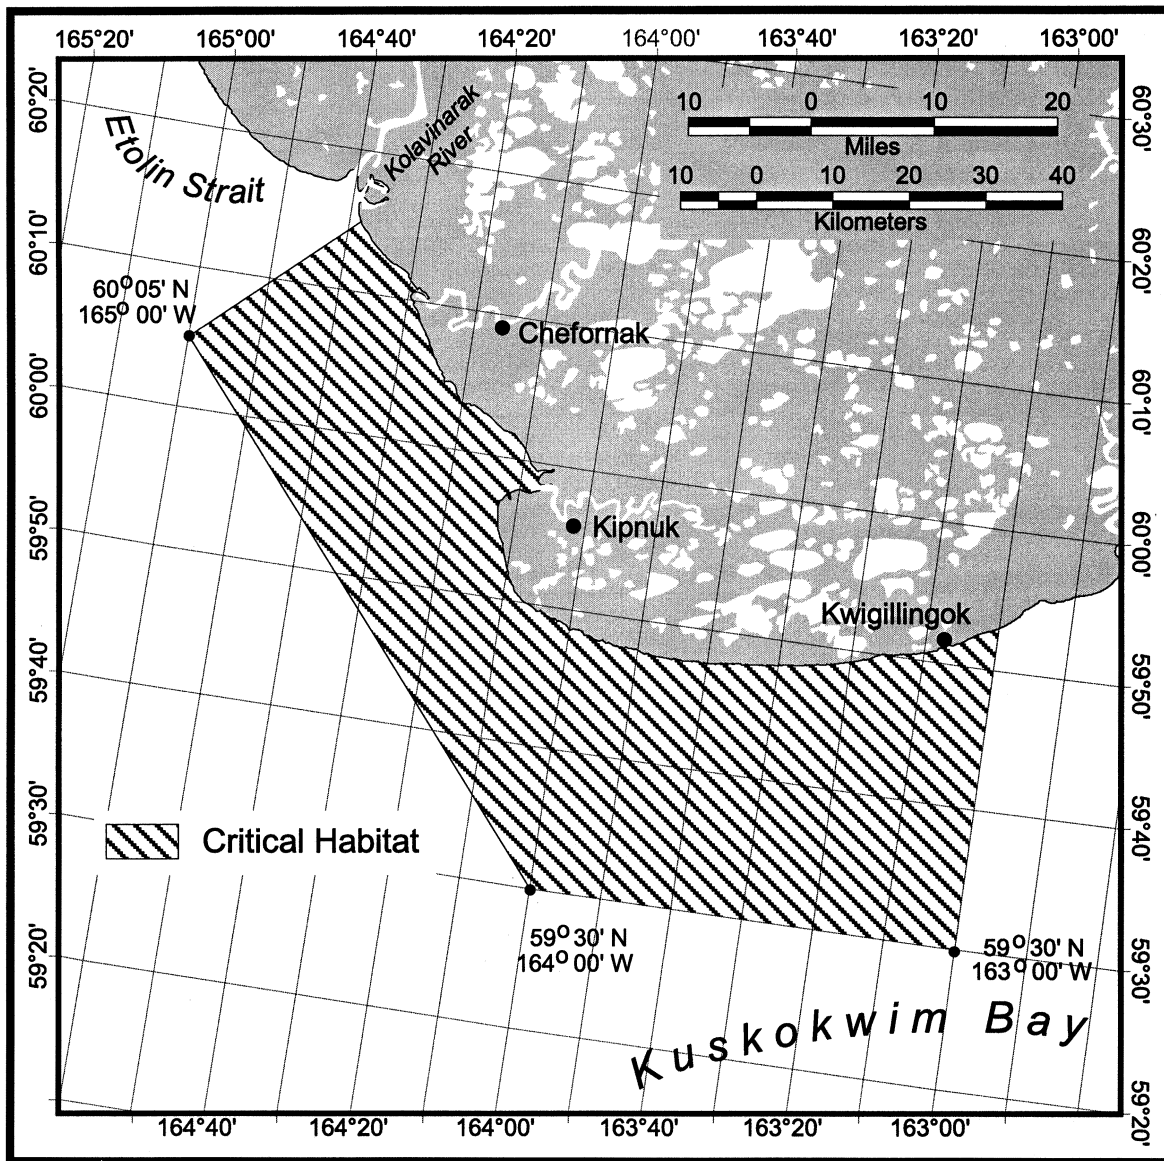 165°20'
165°00'
164°40'
164°20'
164°00'
163°40'
163°20'
163°00'
60°20'
60°10'
60°00'
59°50'
59°40'
59°30'
59°20'
60°30'
60°20'
60°10'
60°00'
59°50'
59°40'
59°30'
59°20'
10 0 10 20
Miles
10 0 10 20 30 40
Kilometers
Etolin Strait
Kolavinarak
River
60° 05' N
165° 00' W
Chefornak
Kipnuk
Kwigillingok
Critical Habitat
59° 30' N
164° 00' W
59° 30' N
163° 00' W
Kuskokwim Bay
164°40'
164°20'
164°00'
163°40'
163°20'
163°00'